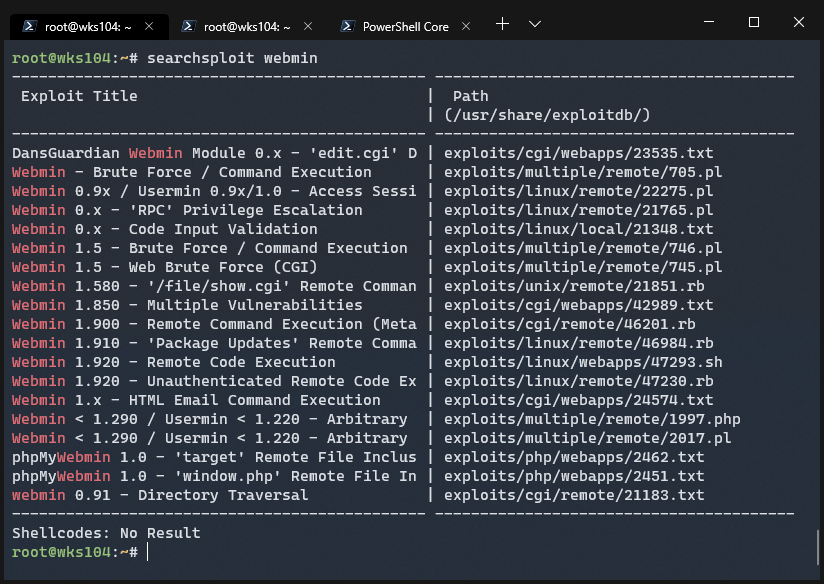 root@wks104: ~
root@wks104: ~
PowerShell Core
root@wks104:~# searchsploit webmin
---------------------------------------------- ----------------------------------------
Exploit Title | Path
| (/usr/share/exploitdb/)
---------------------------------------------- ----------------------------------------
DansGuardian Webmin Module 0.x - 'edit.cgi' D | exploits/cgi/webapps/23535.txt
Webmin - Brute Force / Command Execution | exploits/multiple/remote/705.pl
Webmin 0.9x / Usermin 0.9x/1.0 - Access Sessi | exploits/linux/remote/22275.pl
Webmin 0.x - 'RPC' Privilege Escalation | exploits/linux/remote/21765.pl
Webmin 0.x - Code Input Validation | exploits/linux/local/21348.txt
Webmin 1.5 - Brute Force / Command Execution | exploits/multiple/remote/746.pl
Webmin 1.5 - Web Brute Force (CGI) | exploits/multiple/remote/745.pl
Webmin 1.580 - '/file/show.cgi' Remote Comman | exploits/unix/remote/21851.rb
Webmin 1.850 - Multiple Vulnerabilities | exploits/cgi/webapps/42989.txt
Webmin 1.900 - Remote Command Execution (Meta | exploits/cgi/remote/46201.rb
Webmin 1.910 - 'Package Updates' Remote Comma | exploits/linux/remote/46984.rb
Webmin 1.920 - Remote Code Execution | exploits/linux/webapps/47293.sh
Webmin 1.920 - Unauthenticated Remote Code Ex | exploits/linux/remote/47230.rb
Webmin 1.x - HTML Email Command Execution | exploits/cgi/webapps/24574.txt
Webmin < 1.290 / Usermin < 1.220 - Arbitrary | exploits/multiple/remote/1997.php
Webmin < 1.290 / Usermin < 1.220 - Arbitrary | exploits/multiple/remote/2017.pl
phpMyWebmin 1.0 - 'target' Remote File Inclus | exploits/php/webapps/2462.txt
phpMyWebmin 1.0 - 'window.php' Remote File In | exploits/php/webapps/2451.txt
webmin 0.91 - Directory Traversal | exploits/cgi/remote/21183.txt
---------------------------------------------- ----------------------------------------
Shellcodes: No Result
root@wks104:~#